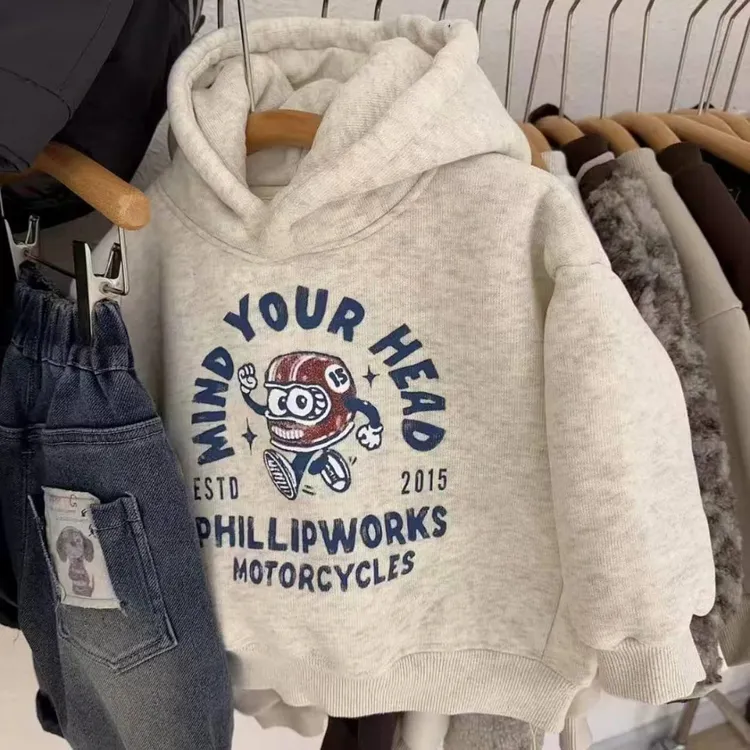 MIND YOUR HEAD
15
ESTD 2015
PHILLIPWORKS
MOTORCYCLES